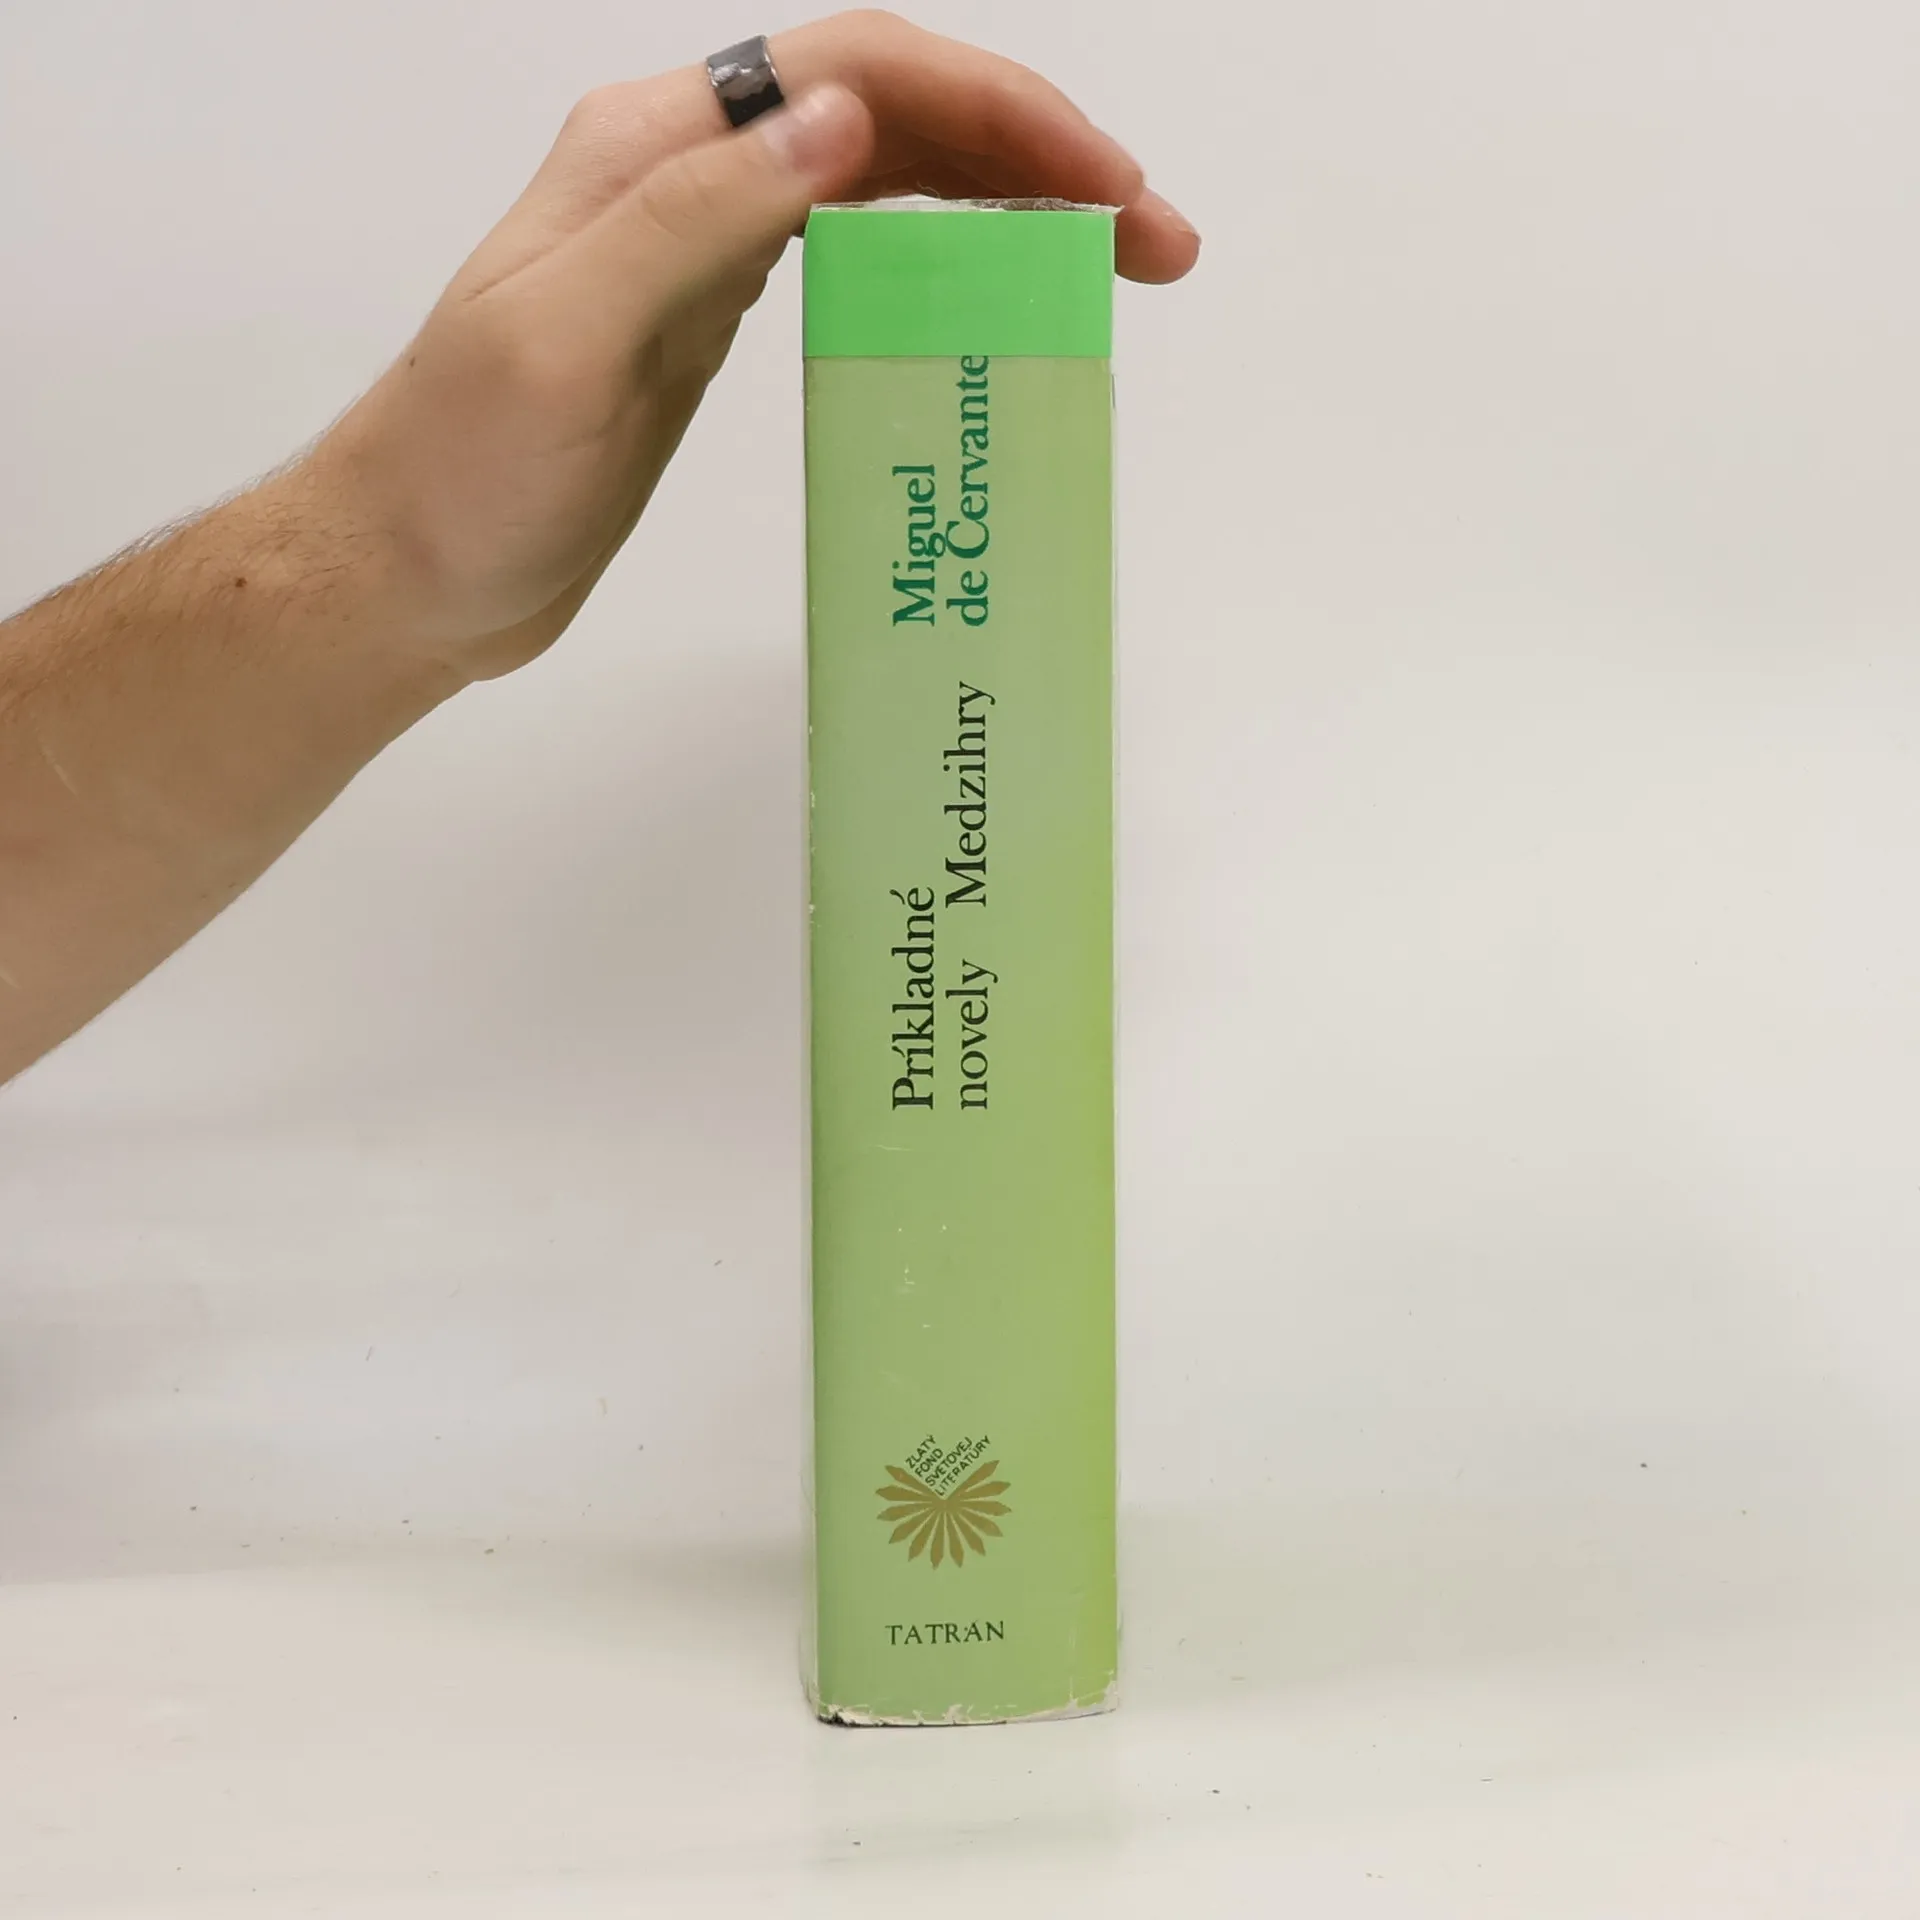 Miguel
de Cervante
Príkladné
novely Medzihry
ZLATÝ
FOND
SVETOVEJ
LITERATÚRY
TATRAN